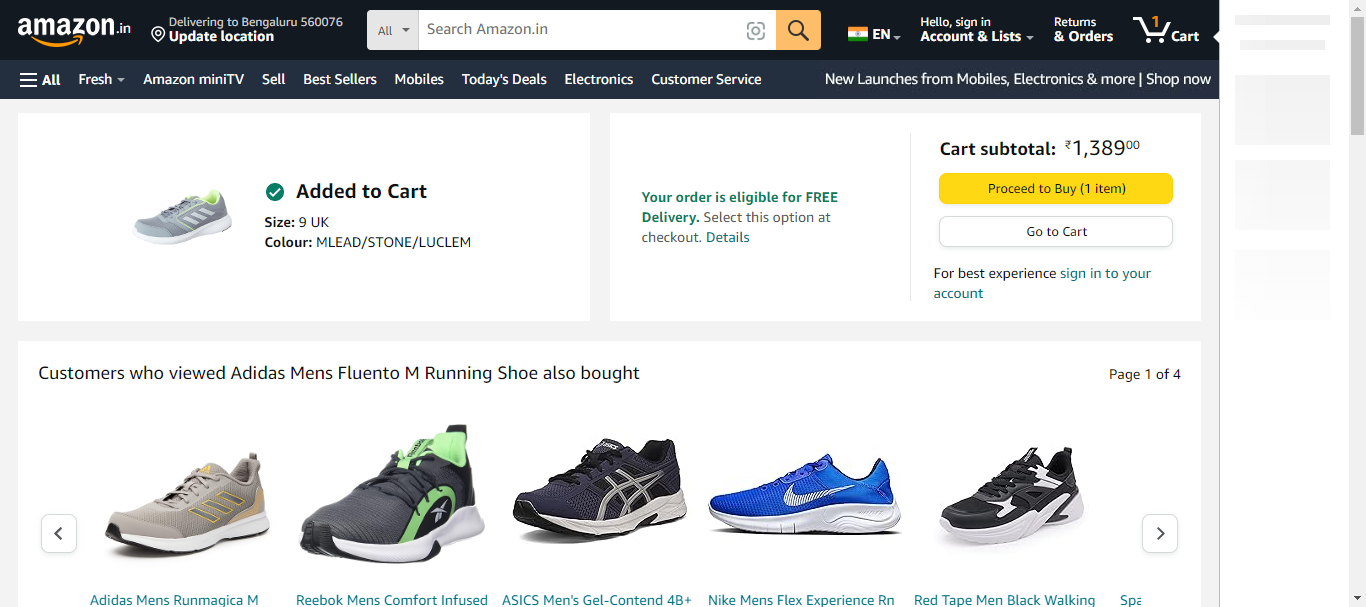 amazon.in
Delivering to Bengaluru 560076
Update location
All
Search Amazon.in
EN
Hello, sign in
Account & Lists
Returns
& Orders
1
Cart
All
Fresh
Amazon miniTV
Sell
Best Sellers
Mobiles
Today's Deals
Electronics
Customer Service
New Launches from Mobiles, Electronics & more | Shop now
Added to Cart
Size: 9 UK
Colour: MLEAD/STONE/LUCLEM
Your order is eligible for FREE
Delivery. Select this option at
checkout. Details
Cart subtotal: ₹1,38900
Proceed to Buy (1 item)
Go to Cart
For best experience sign in to your
account
Customers who viewed Adidas Mens Fluento M Running Shoe also bought
Page 1 of 4
Adidas Mens Runmagica M
Reebok Mens Comfort Infused
ASICS Men's Gel-Contend 4B+
Nike Mens Flex Experience Rn
Red Tape Men Black Walking
Spa